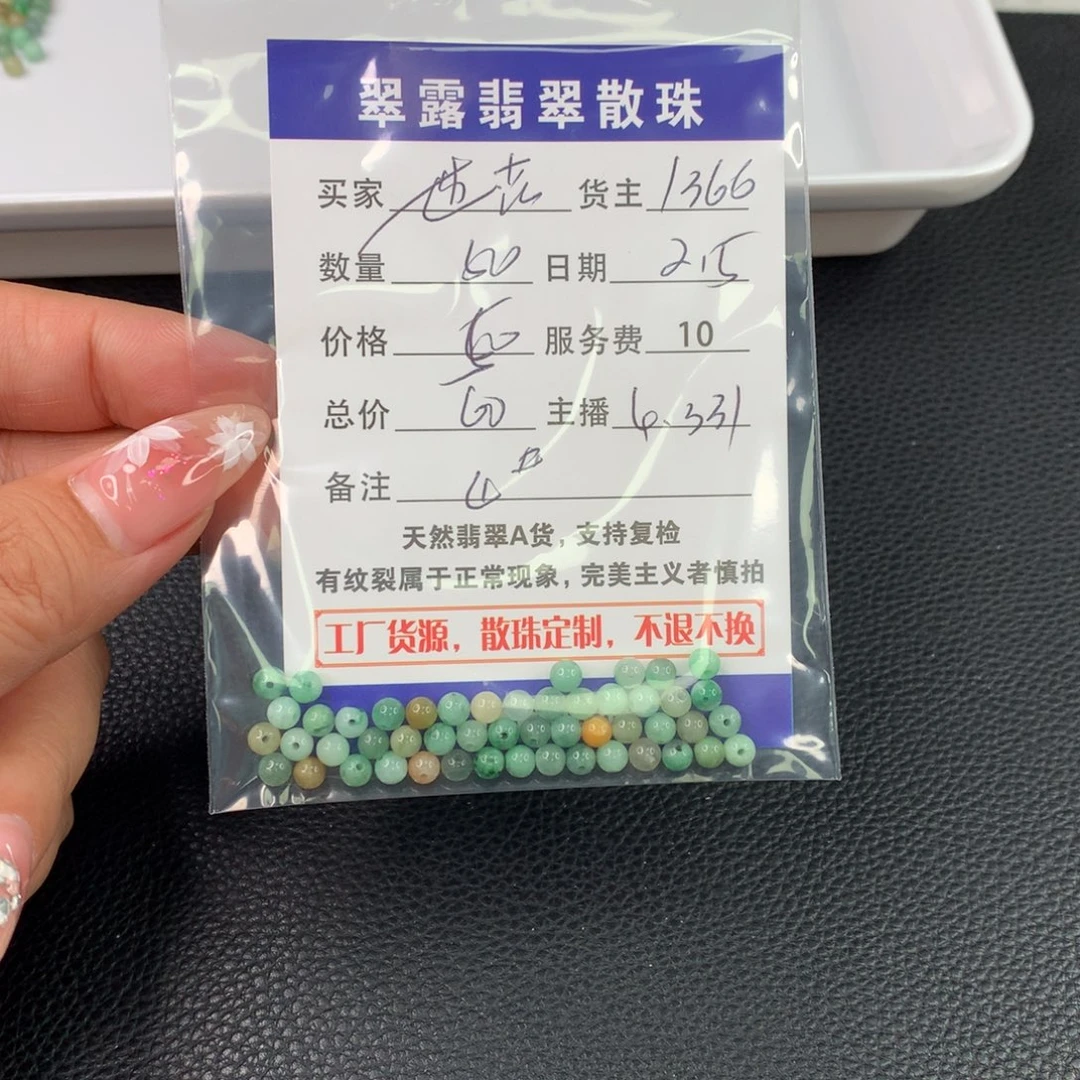 翠露翡翠散珠
买家 货主 1366
数量 日期 2.15
价格 50 服务费 10
总价 60 主播
备注
天然翡翠A货，支持复检
有纹裂属于正常现象，完美主义者慎拍
工厂货源，散珠定制，不退不换